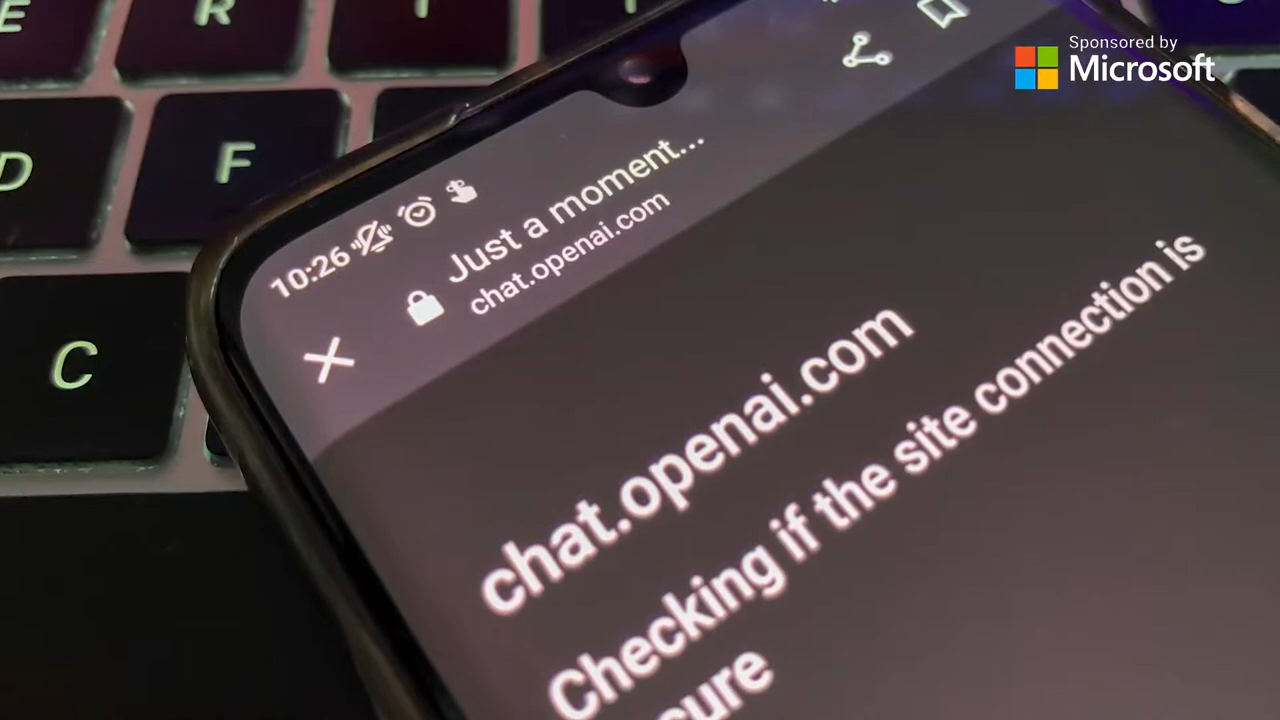 Sponsored by
Microsoft
E
R
D
F
C
10:26
Just a moment...
chat.openai.com
chat.openai.com
Checking if the site connection is